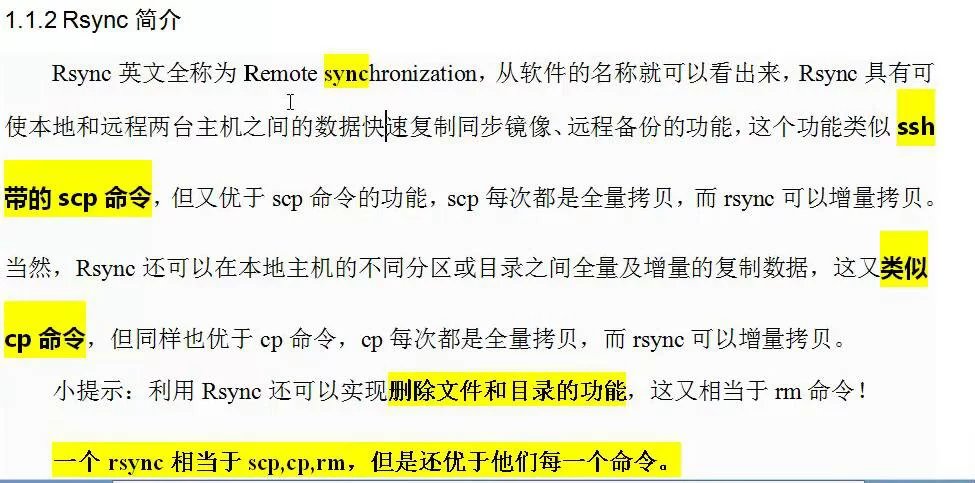 1.1.2 Rsync 简介
Rsync 英文全称为 Remote synchronization，从软件的名称就可以看出来，Rsync 具有可
使本地和远程两台主机之间的数据快速复制同步镜像、远程备份的功能，这个功能类似 ssh
带的 scp 命令，但又优于 scp 命令的功能，scp 每次都是全量拷贝，而 rsync 可以增量拷贝。
当然，Rsync 还可以在本地主机的不同分区或目录之间全量及增量的复制数据，这又类似
cp 命令，但同样也优于 cp 命令，cp 每次都是全量拷贝，而 rsync 可以增量拷贝。
小提示：利用 Rsync 还可以实现删除文件和目录的功能，这又相当于 rm 命令！
一个 rsync 相当于 scp,cp,rm，但是还优于他们每一个命令。